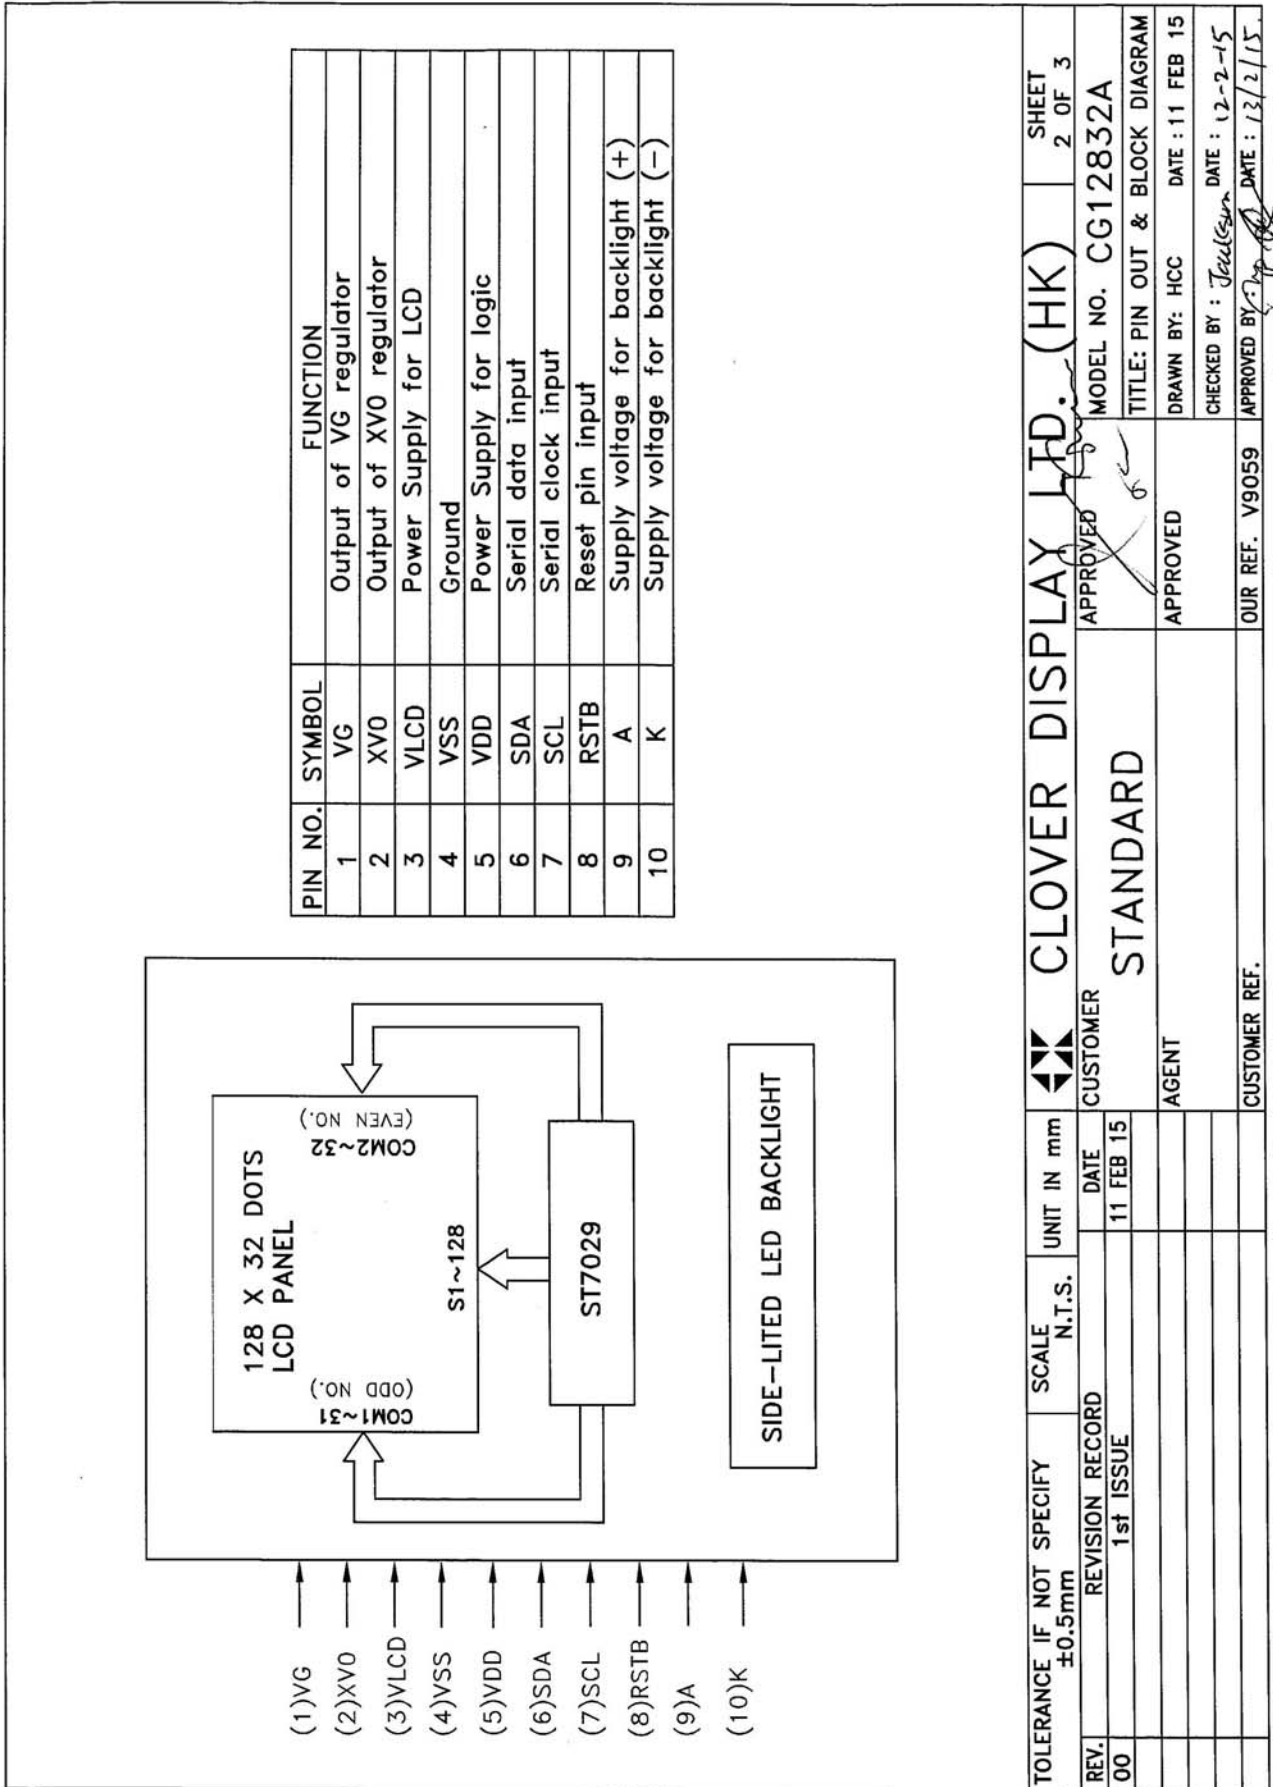 (1)VG
(2)XV0
(3)VLCD
(4)VSS
(5)VDD
(6)SDA
(7)SCL
(8)RSTB
(9)A
(10)K
128 X 32 DOTS
LCD PANEL
COM1~31
(ODD NO.)
COM2~32
(EVEN NO.)
S1~128
ST7029
SIDE-LITED LED BACKLIGHT
PIN NO. SYMBOL FUNCTION
1 VG Output of VG regulator
2 XV0 Output of XV0 regulator
3 VLCD Power Supply for LCD
4 VSS Ground
5 VDD Power Supply for logic
6 SDA Serial data input
7 SCL Serial clock input
8 RSTB Reset pin input
9 A Supply voltage for backlight (+)
10 K Supply voltage for backlight (-)
TOLERANCE IF NOT SPECIFY
±0.5mm
SCALE
N.T.S.
UNIT IN mm
CLOVER DISPLAY LTD. (HK)
SHEET
2 OF 3
REV. REVISION RECORD DATE
00 1st ISSUE 11 FEB 15
CUSTOMER
STANDARD
AGENT
CUSTOMER REF.
APPROVED
APPROVED
OUR REF. V9059
MODEL NO. CG12832A
TITLE: PIN OUT & BLOCK DIAGRAM
DRAWN BY: HCC DATE : 11 FEB 15
CHECKED BY : Jackson DATE : 12-2-15
APPROVED BY : DATE : 13/2/15.